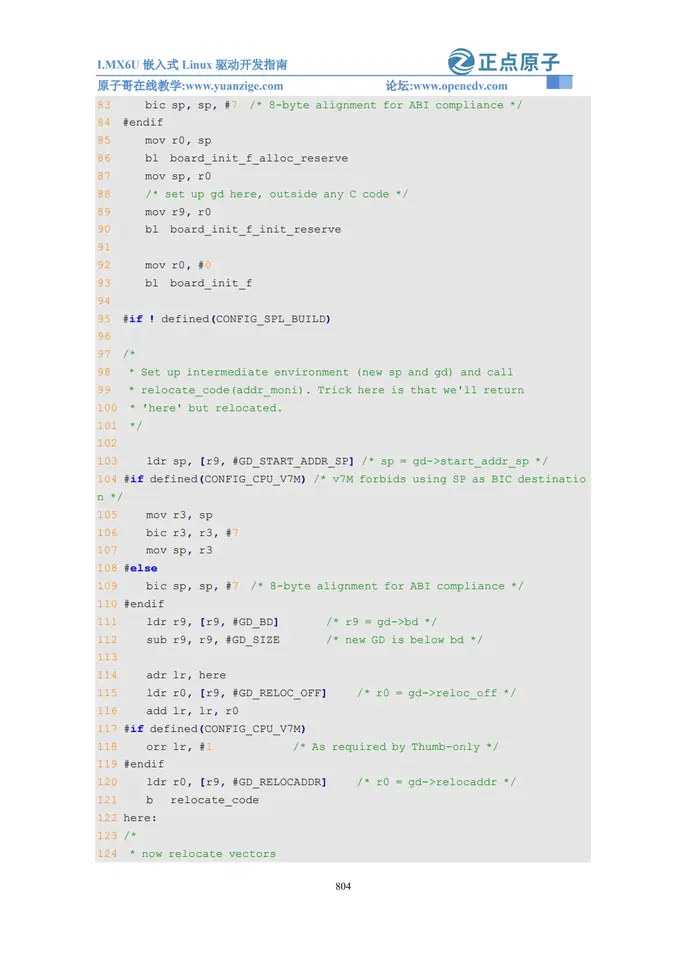 正点原子
I.MX6U 嵌入式 Linux 驱动开发指南
原子哥在线教学:www.yuanzige.com 论坛:www.openedv.com
83 bic sp, sp, #7 /* 8-byte alignment for ABI compliance */
84 #endif
85 mov r0, sp
86 bl board_init_f_alloc_reserve
87 mov sp, r0
88 /* set up gd here, outside any C code */
89 mov r9, r0
90 bl board_init_f_init_reserve
91
92 mov r0, #0
93 bl board_init_f
94
95 #if ! defined(CONFIG_SPL_BUILD)
96
97 /*
98 * Set up intermediate environment (new sp and gd) and call
99 * relocate_code(addr_moni). Trick here is that we'll return
100 * 'here' but relocated.
101 */
102
103 ldr sp, [r9, #GD_START_ADDR_SP] /* sp = gd->start_addr_sp */
104 #if defined(CONFIG_CPU_V7M) /* v7M forbids using SP as BIC destinatio
n */
105 mov r3, sp
106 bic r3, r3, #7
107 mov sp, r3
108 #else
109 bic sp, sp, #7 /* 8-byte alignment for ABI compliance */
110 #endif
111 ldr r9, [r9, #GD_BD] /* r9 = gd->bd */
112 sub r9, r9, #GD_SIZE /* new GD is below bd */
113
114 adr lr, here
115 ldr r0, [r9, #GD_RELOC_OFF] /* r0 = gd->reloc_off */
116 add lr, lr, r0
117 #if defined(CONFIG_CPU_V7M)
118 orr lr, #1 /* As required by Thumb-only */
119 #endif
120 ldr r0, [r9, #GD_RELOCADDR] /* r0 = gd->relocaddr */
121 b relocate_code
122 here:
123 /*
124 * now relocate vectors
804